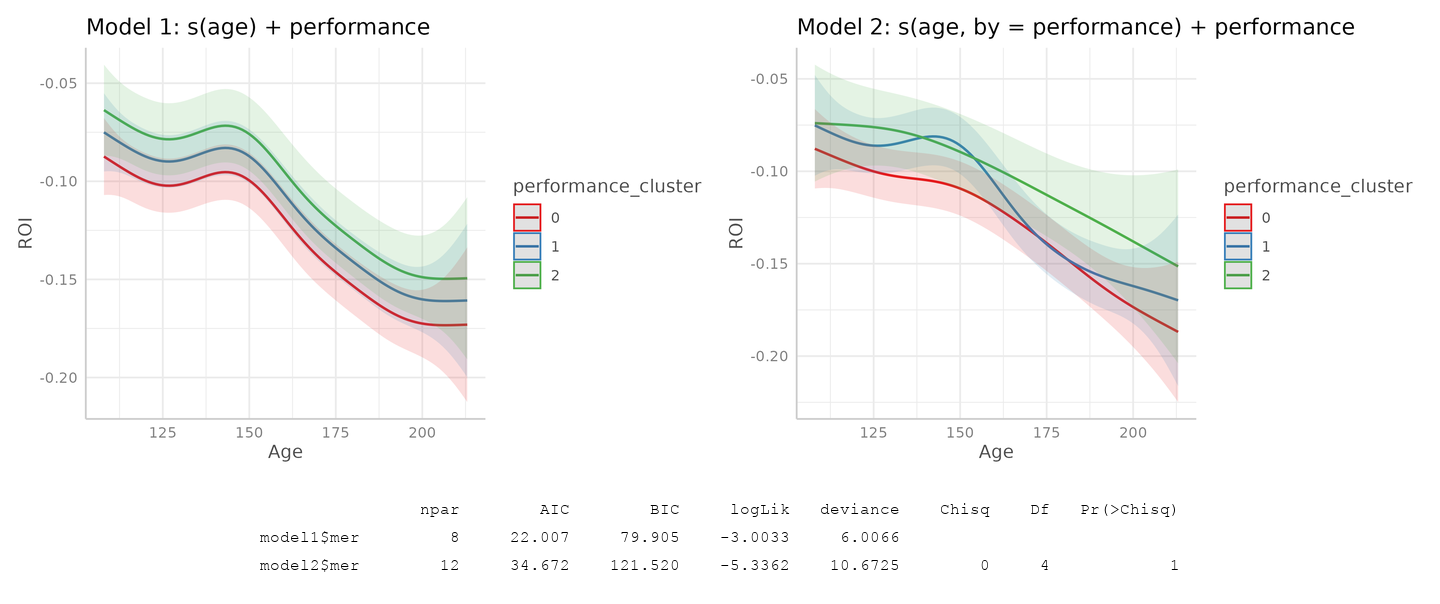 Model 1: s(age) + performance
-0.05
-0.10
-0.15
-0.20
ROI
125 150 175 200
Age
performance_cluster
0
1
2
Model 2: s(age, by = performance) + performance
-0.05
-0.10
-0.15
-0.20
ROI
125 150 175 200
Age
performance_cluster
0
1
2
npar AIC BIC logLik deviance Chisq Df Pr(>Chisq)
model1$mer 8 22.007 79.905 -3.0033 6.0066
model2$mer 12 34.672 121.520 -5.3362 10.6725 0 4 1